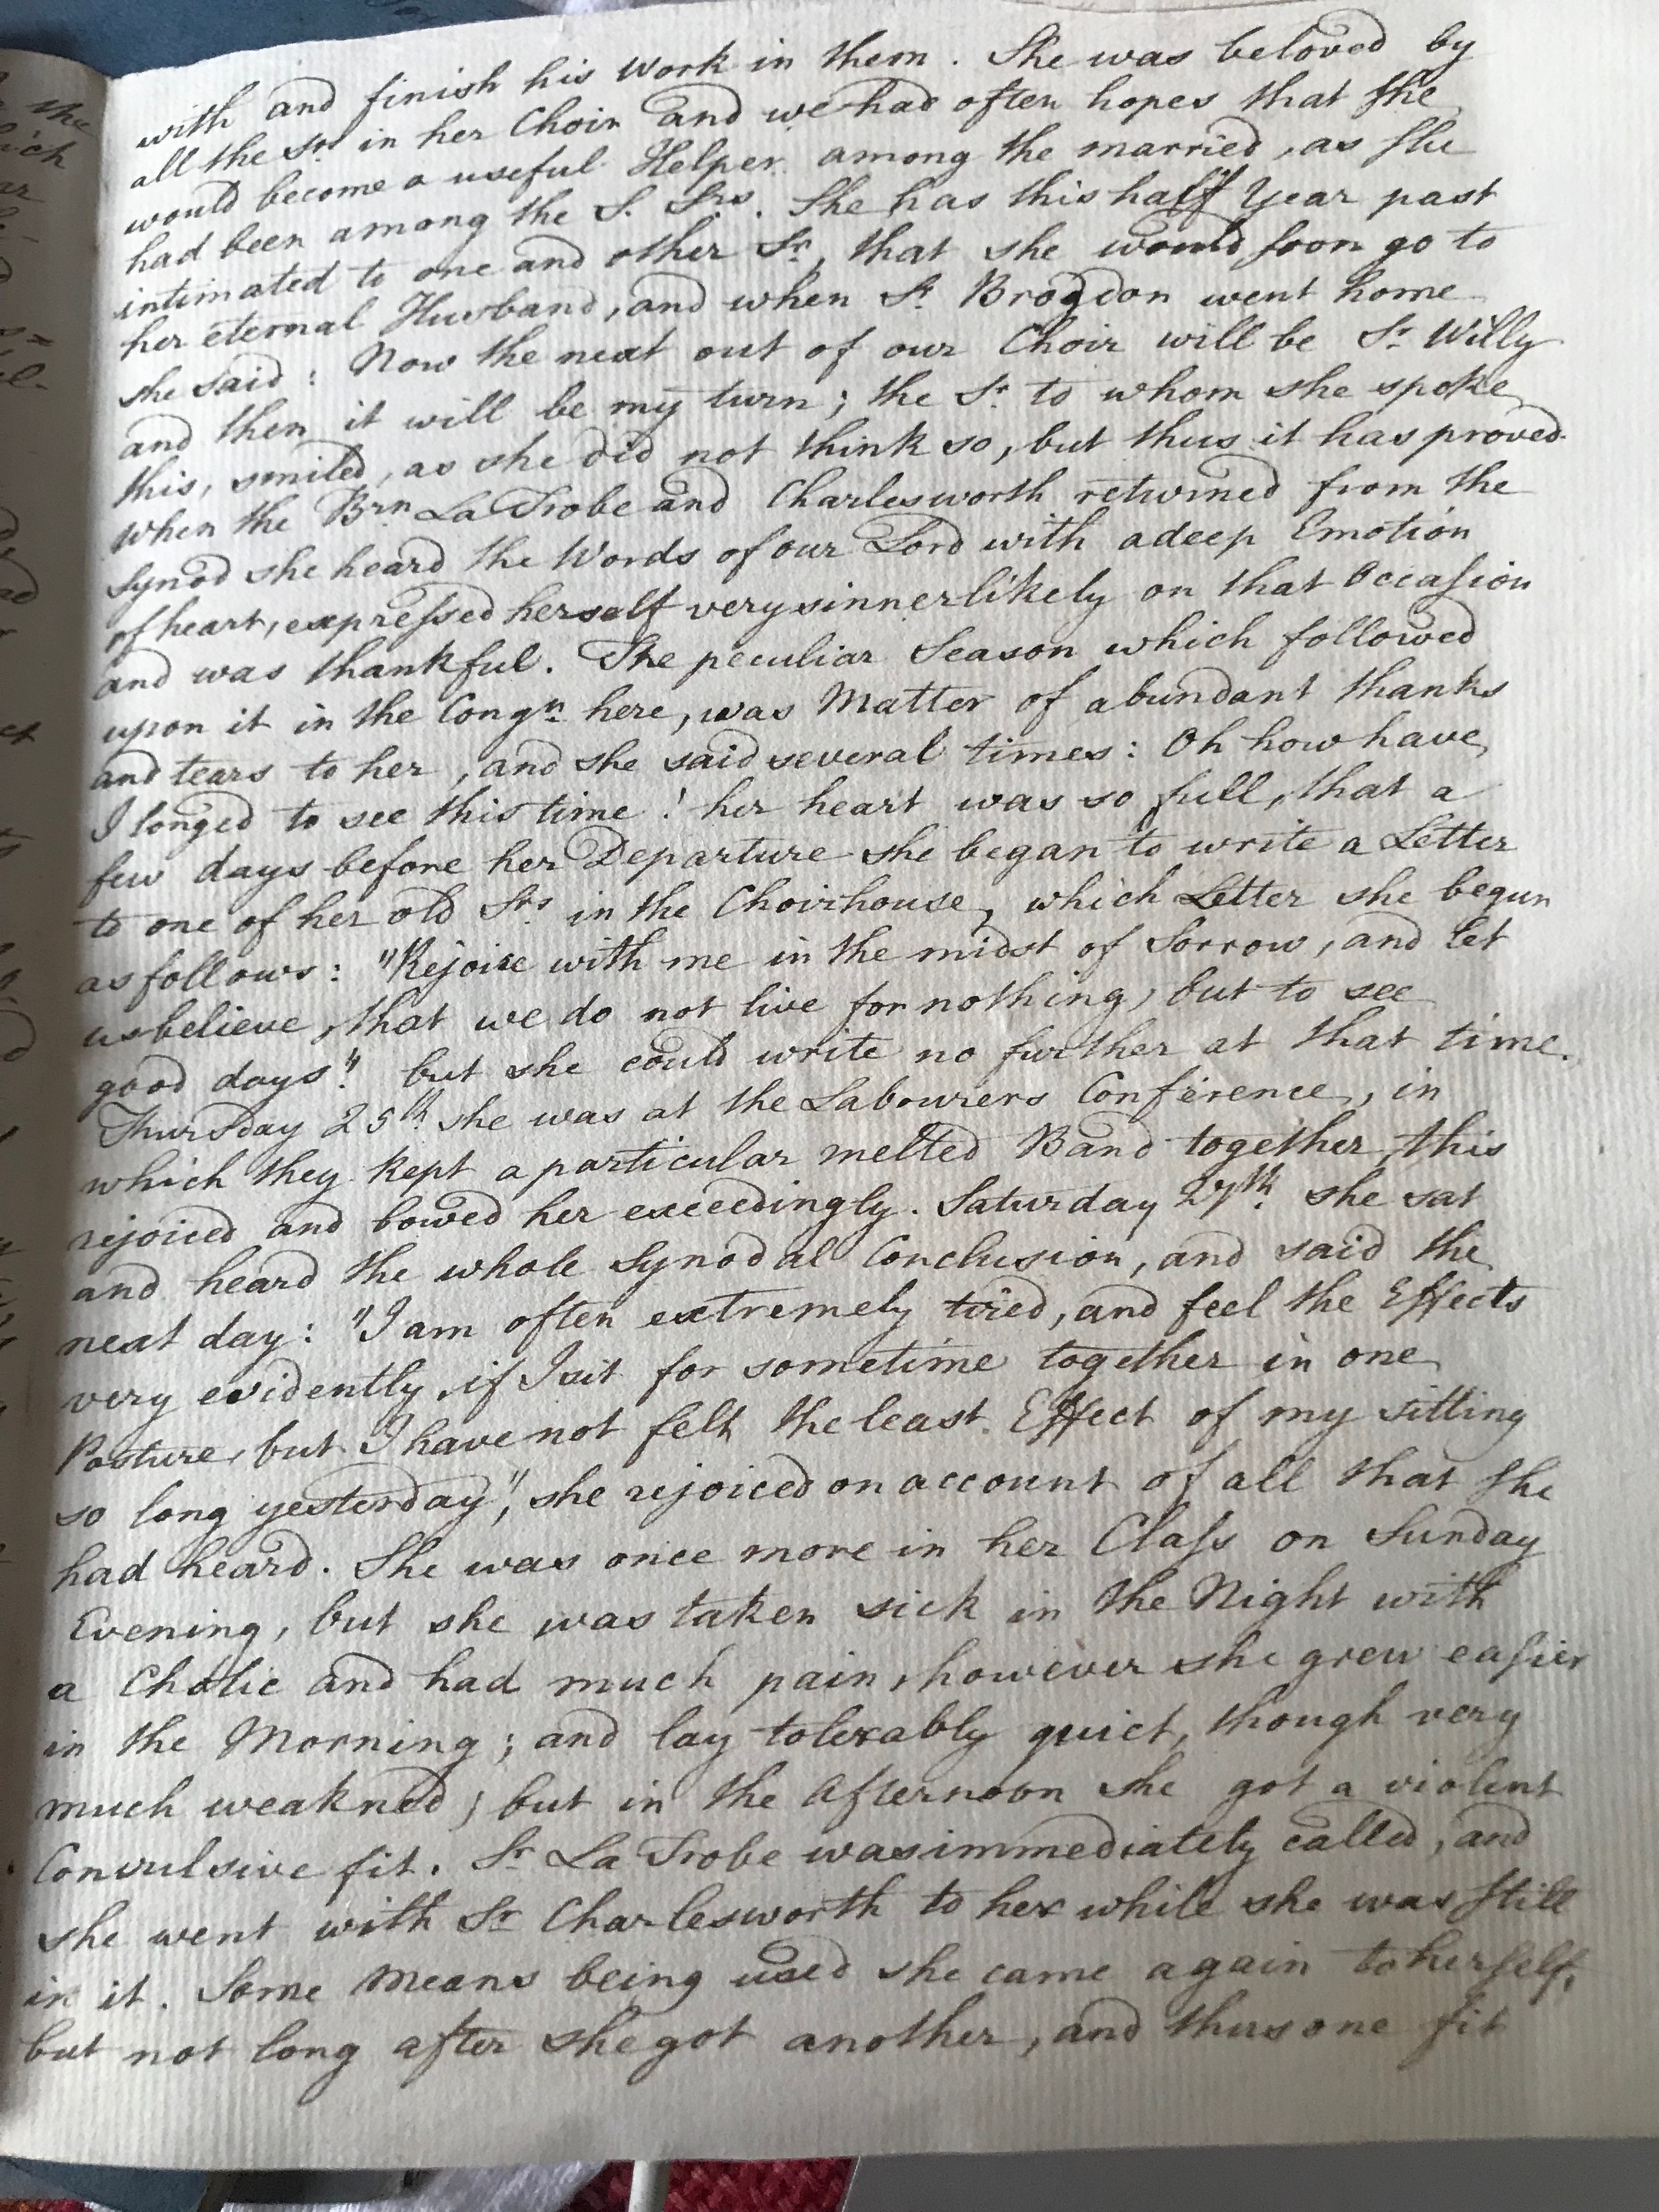 with and finish his Work in them. She was beloved by
all the Srs in her Choir and we had often hopes that she
would become a useful Helper among the married, as she
had been among the S. Srs. She has this half Year past
intimated to one and other Sr, that she would soon go to
her eternal Husband, and when Sr. Brogdon went home
she said: Now the next out of our Choir will be Sr. Willy
and then it will be my turn; the Sr. to whom she spoke
this, smiled, as she did not think so, but thus it has proved.
When the Brn La Trobe and Charlesworth returned from the
Synod she heard the Words of our Lord with a deep Emotion
of heart, expressed herself very sinnerlikely on that Occasion
and was thankful. The peculiar Season which followed
upon it in the Congn. here, was Matter of abundant thanks
and tears to her, and she said several times: Oh how have
I longed to see this time! her heart was so full, that a
few days before her Departure she began to write a Letter
to one of her old Srs. in the Choirhouse, which Letter she begun
as follows: "Rejoice with me in the midst of Sorrow, and let
us believe, that we do not live for nothing, but to see
good days". but she could write no further at that time.
Thursday 25th. she was at the Labourers Conference, in
which they kept a particular melted Band together, this
rejoiced and bowed her exceedingly. Saturday 27th. she sat
and heard the whole Synodal Conclusion, and said the
next day: "I am often extremely tired, and feel the Effects
very evidently, if I sit for sometime together in one
Posture, but I have not felt the least Effect of my sitting
so long yesterday", she rejoiced on account of all that she
had heard. She was once more in her Class on Sunday
Evening, but she was taken sick in the Night with
a Cholic and had much pain, however she grew easier
in the Morning; and lay tolerably quiet, though very
much weakned; but in the Afternoon she got a violent
Convulsive fit. Sr. La Trobe was immediately called, and
she went with Sr. Charlesworth to her while she was still
in it. Some Means being used she came again to herself,
but not long after she got another, and thus one fit